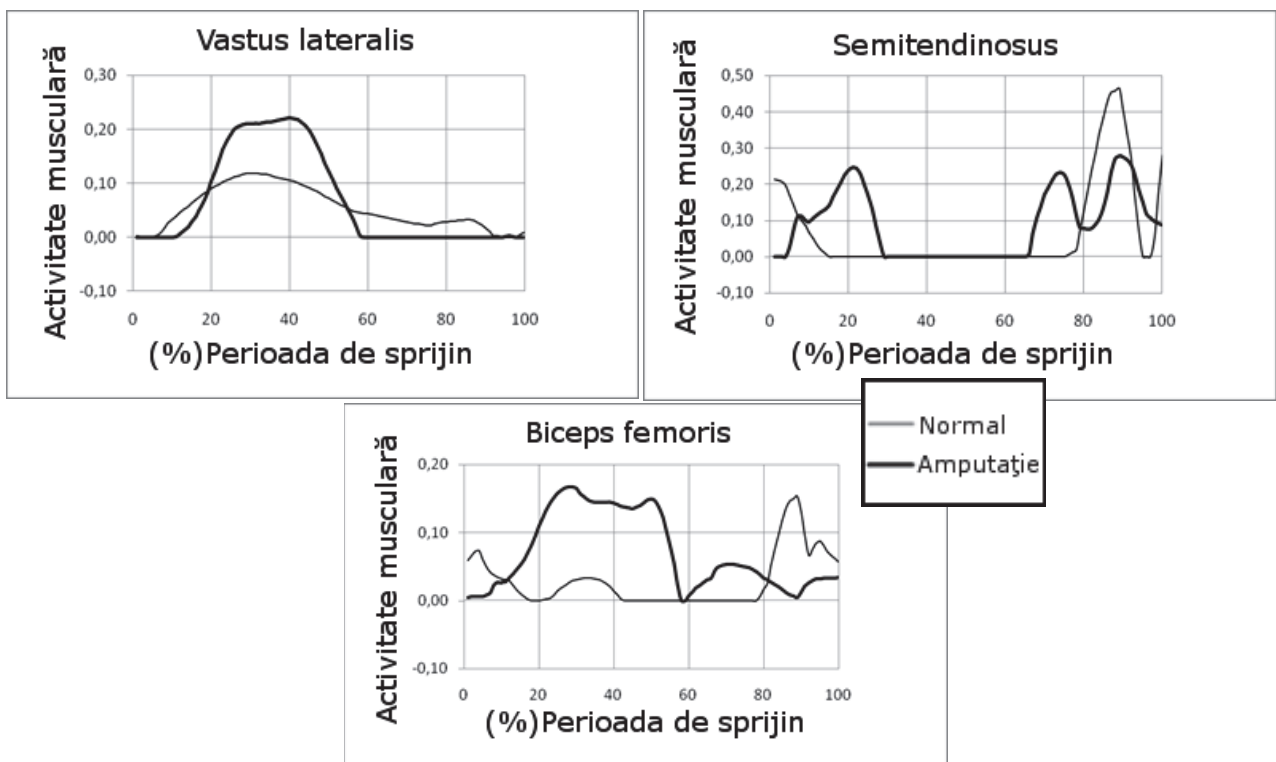 Vastus lateralis
Activitate musculară
0,30
0,20
0,10
0,00
-0,10
0 20 40 60 80 100
(%)Perioada de sprijin
Semitendinosus
Activitate musculară
0,50
0,40
0,30
0,20
0,10
0,00
-0,10
0 20 40 60 80 100
(%)Perioada de sprijin
Normal
Amputaţie
Biceps femoris
Activitate musculară
0,20
0,10
0,00
-0,10
0 20 40 60 80 100
(%)Perioada de sprijin